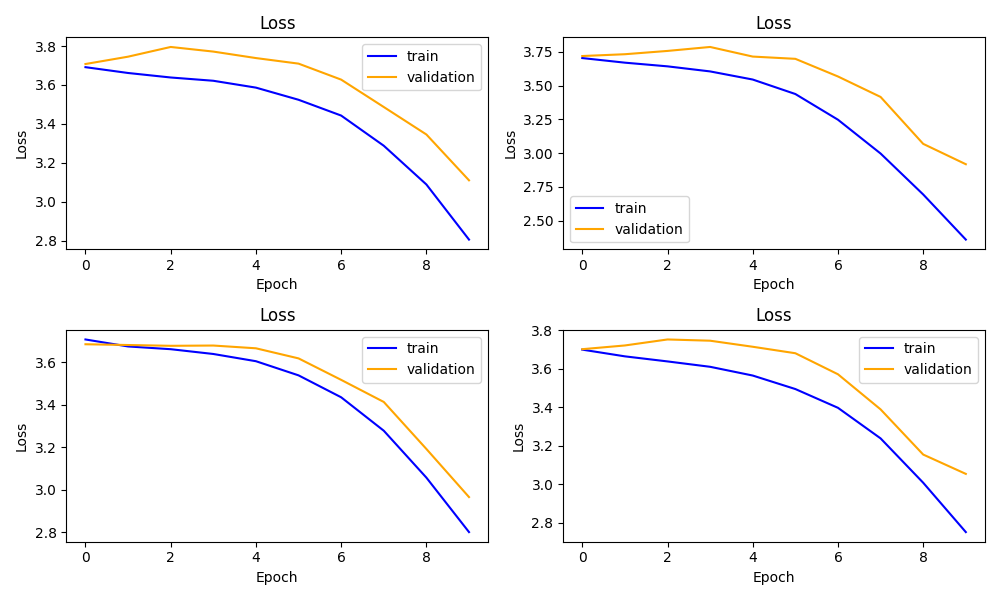 Loss
3.8
3.6
3.4
3.2
3.0
2.8
Loss
train
validation
0 2 4 6 8
Epoch
Loss
3.75
3.50
3.25
3.00
2.75
2.50
Loss
train
validation
0 2 4 6 8
Epoch
Loss
3.6
3.4
3.2
3.0
2.8
Loss
train
validation
0 2 4 6 8
Epoch
Loss
3.8
3.6
3.4
3.2
3.0
2.8
Loss
train
validation
0 2 4 6 8
Epoch